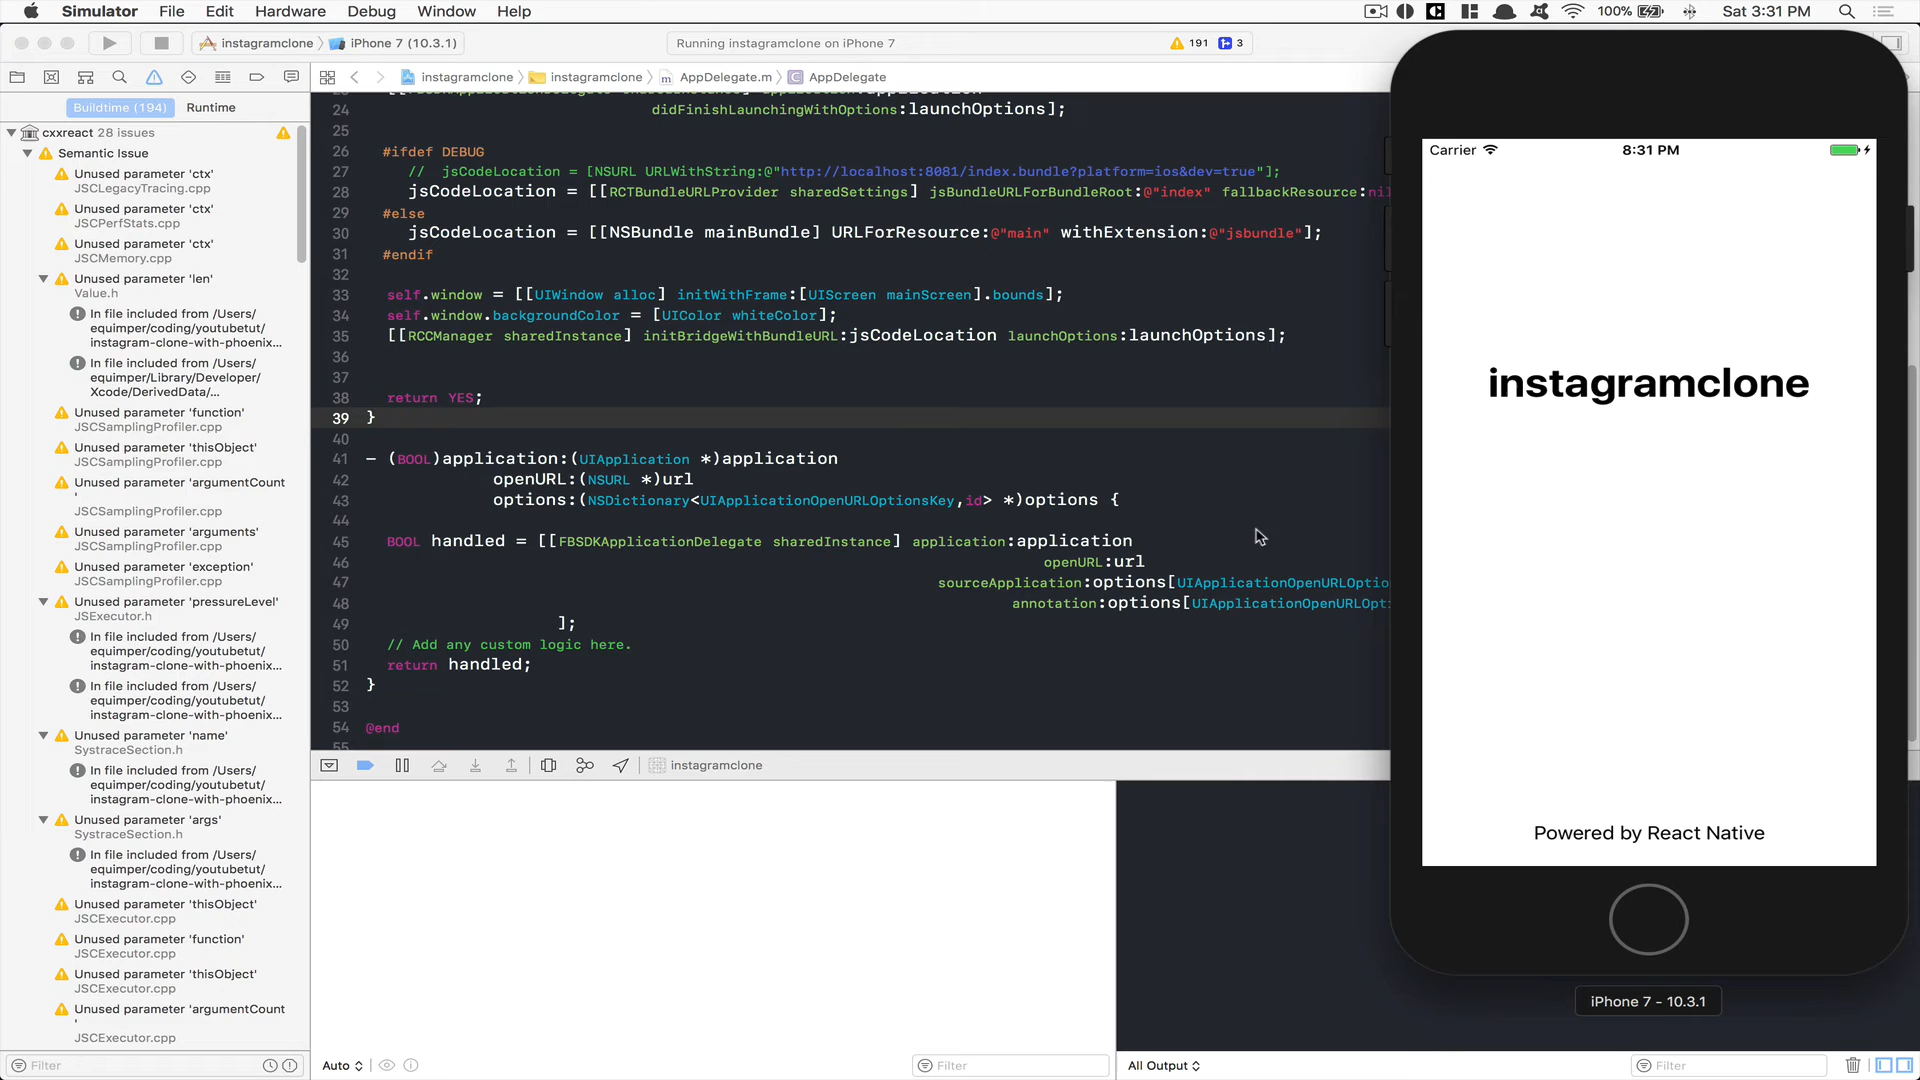 Simulator File Edit Hardware Debug Window Help
100% Sat 3:31 PM
instagramclone iPhone 7 (10.3.1)
Running instagramclone on iPhone 7
191 3
instagramclone instagramclone AppDelegate.m AppDelegate
Buildtime (194) Runtime
cxxreact 28 issues
Semantic Issue
Unused parameter 'ctx'
JSCLegacyTracing.cpp
Unused parameter 'ctx'
JSCPerfStats.cpp
Unused parameter 'ctx'
JSCMemory.cpp
Unused parameter 'len'
Value.h
In file included from /Users/
equimper/coding/youtubetut/
instagram-clone-with-phoenix...
In file included from /Users/
equimper/Library/Developer/
Xcode/DerivedData/...
Unused parameter 'function'
JSCSamplingProfiler.cpp
Unused parameter 'thisObject'
JSCSamplingProfiler.cpp
Unused parameter 'argumentCount
'
JSCSamplingProfiler.cpp
Unused parameter 'arguments'
JSCSamplingProfiler.cpp
Unused parameter 'exception'
JSCSamplingProfiler.cpp
Unused parameter 'pressureLevel'
JSExecutor.h
In file included from /Users/
equimper/coding/youtubetut/
instagram-clone-with-phoenix...
In file included from /Users/
equimper/coding/youtubetut/
instagram-clone-with-phoenix...
Unused parameter 'name'
SystraceSection.h
In file included from /Users/
equimper/coding/youtubetut/
instagram-clone-with-phoenix...
Unused parameter 'args'
SystraceSection.h
In file included from /Users/
equimper/coding/youtubetut/
instagram-clone-with-phoenix...
Unused parameter 'thisObject'
JSCExecutor.cpp
Unused parameter 'function'
JSCExecutor.cpp
Unused parameter 'thisObject'
JSCExecutor.cpp
Unused parameter 'argumentCount
'
JSCExecutor.cpp
Filter
24 didFinishLaunchingWithOptions:launchOptions];
25
26 #ifdef DEBUG
27 // jsCodeLocation = [NSURL URLWithString:@"http://localhost:8081/index.bundle?platform=ios&dev=true"];
28 jsCodeLocation = [[RCTBundleURLProvider sharedSettings] jsBundleURLForBundleRoot:@"index" fallbackResource:nil
29 #else
30 jsCodeLocation = [[NSBundle mainBundle] URLForResource:@"main" withExtension:@"jsbundle"];
31 #endif
32
33 self.window = [[UIWindow alloc] initWithFrame:[UIScreen mainScreen].bounds];
34 self.window.backgroundColor = [UIColor whiteColor];
35 [[RCCManager sharedInstance] initBridgeWithBundleURL:jsCodeLocation launchOptions:launchOptions];
36
37
38 return YES;
39 }
40
41 - (BOOL)application:(UIApplication *)application
42 openURL:(NSURL *)url
43 options:(NSDictionary<UIApplicationOpenURLOptionsKey,id> *)options {
44
45 BOOL handled = [[FBSDKApplicationDelegate sharedInstance] application:application
46 openURL:url
47 sourceApplication:options[UIApplicationOpenURLOptio
48 annotation:options[UIApplicationOpenURLOpti
49 ];
50 // Add any custom logic here.
51 return handled;
52 }
53
54 @end
55
instagramclone
Auto Filter
All Output Filter
Carrier 8:31 PM
instagramclone
Powered by React Native
iPhone 7 - 10.3.1